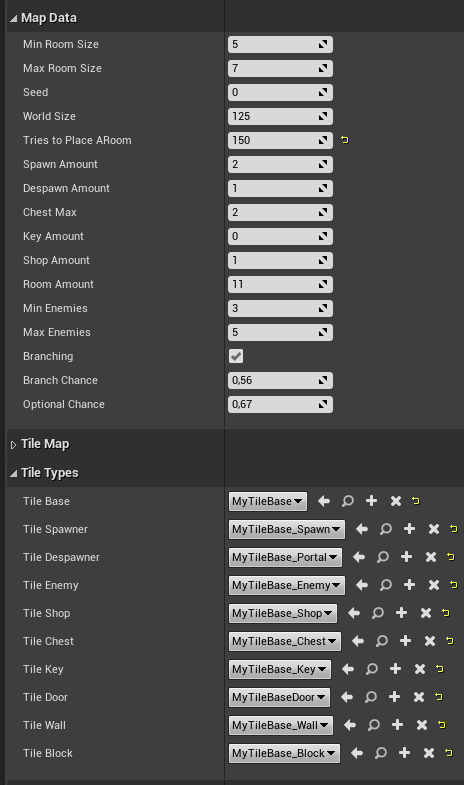 Map Data
Min Room Size 5
Max Room Size 7
Seed 0
World Size 125
Tries to Place ARoom 150
Spawn Amount 2
Despawn Amount 1
Chest Max 2
Key Amount 0
Shop Amount 1
Room Amount 11
Min Enemies 3
Max Enemies 5
Branching
Branch Chance 0,56
Optional Chance 0,67
Tile Map
Tile Types
Tile Base MyTileBase
Tile Spawner MyTileBase_Spawn
Tile Despawner MyTileBase_Portal
Tile Enemy MyTileBase_Enemy
Tile Shop MyTileBase_Shop
Tile Chest MyTileBase_Chest
Tile Key MyTileBase_Key
Tile Door MyTileBaseDoor
Tile Wall MyTileBase_Wall
Tile Block MyTileBase_Block